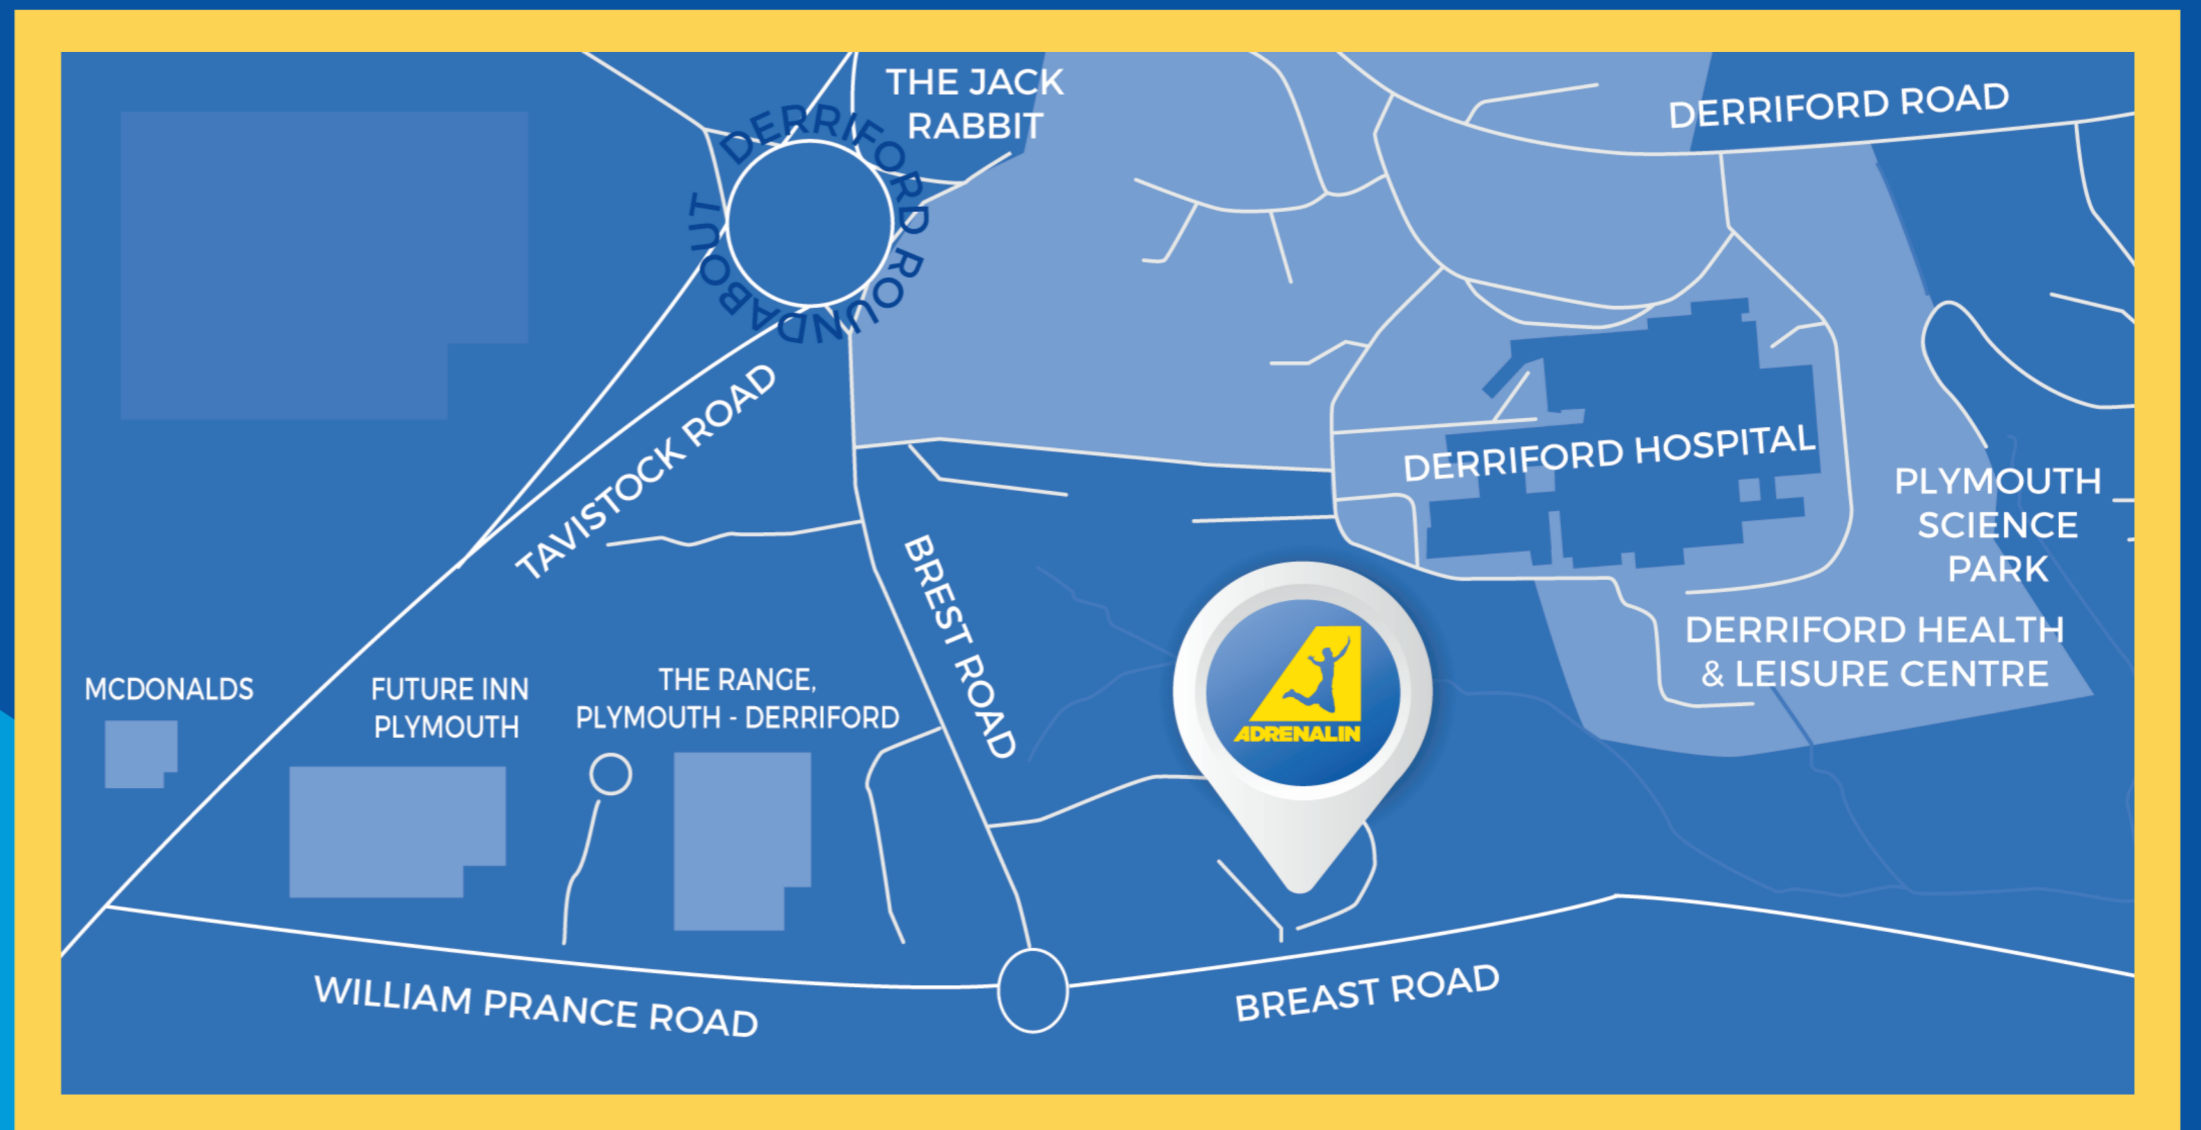 THE JACK
RABBIT
DERRIFORD ROAD
DERRIFORD ROUNDABOUT
TAVISTOCK ROAD
DERRIFORD HOSPITAL
PLYMOUTH
SCIENCE
PARK
BREST ROAD
DERRIFORD HEALTH
& LEISURE CENTRE
MCDONALDS
FUTURE INN
PLYMOUTH
THE RANGE,
PLYMOUTH - DERRIFORD
ADRENALIN
WILLIAM PRANCE ROAD
BREAST ROAD